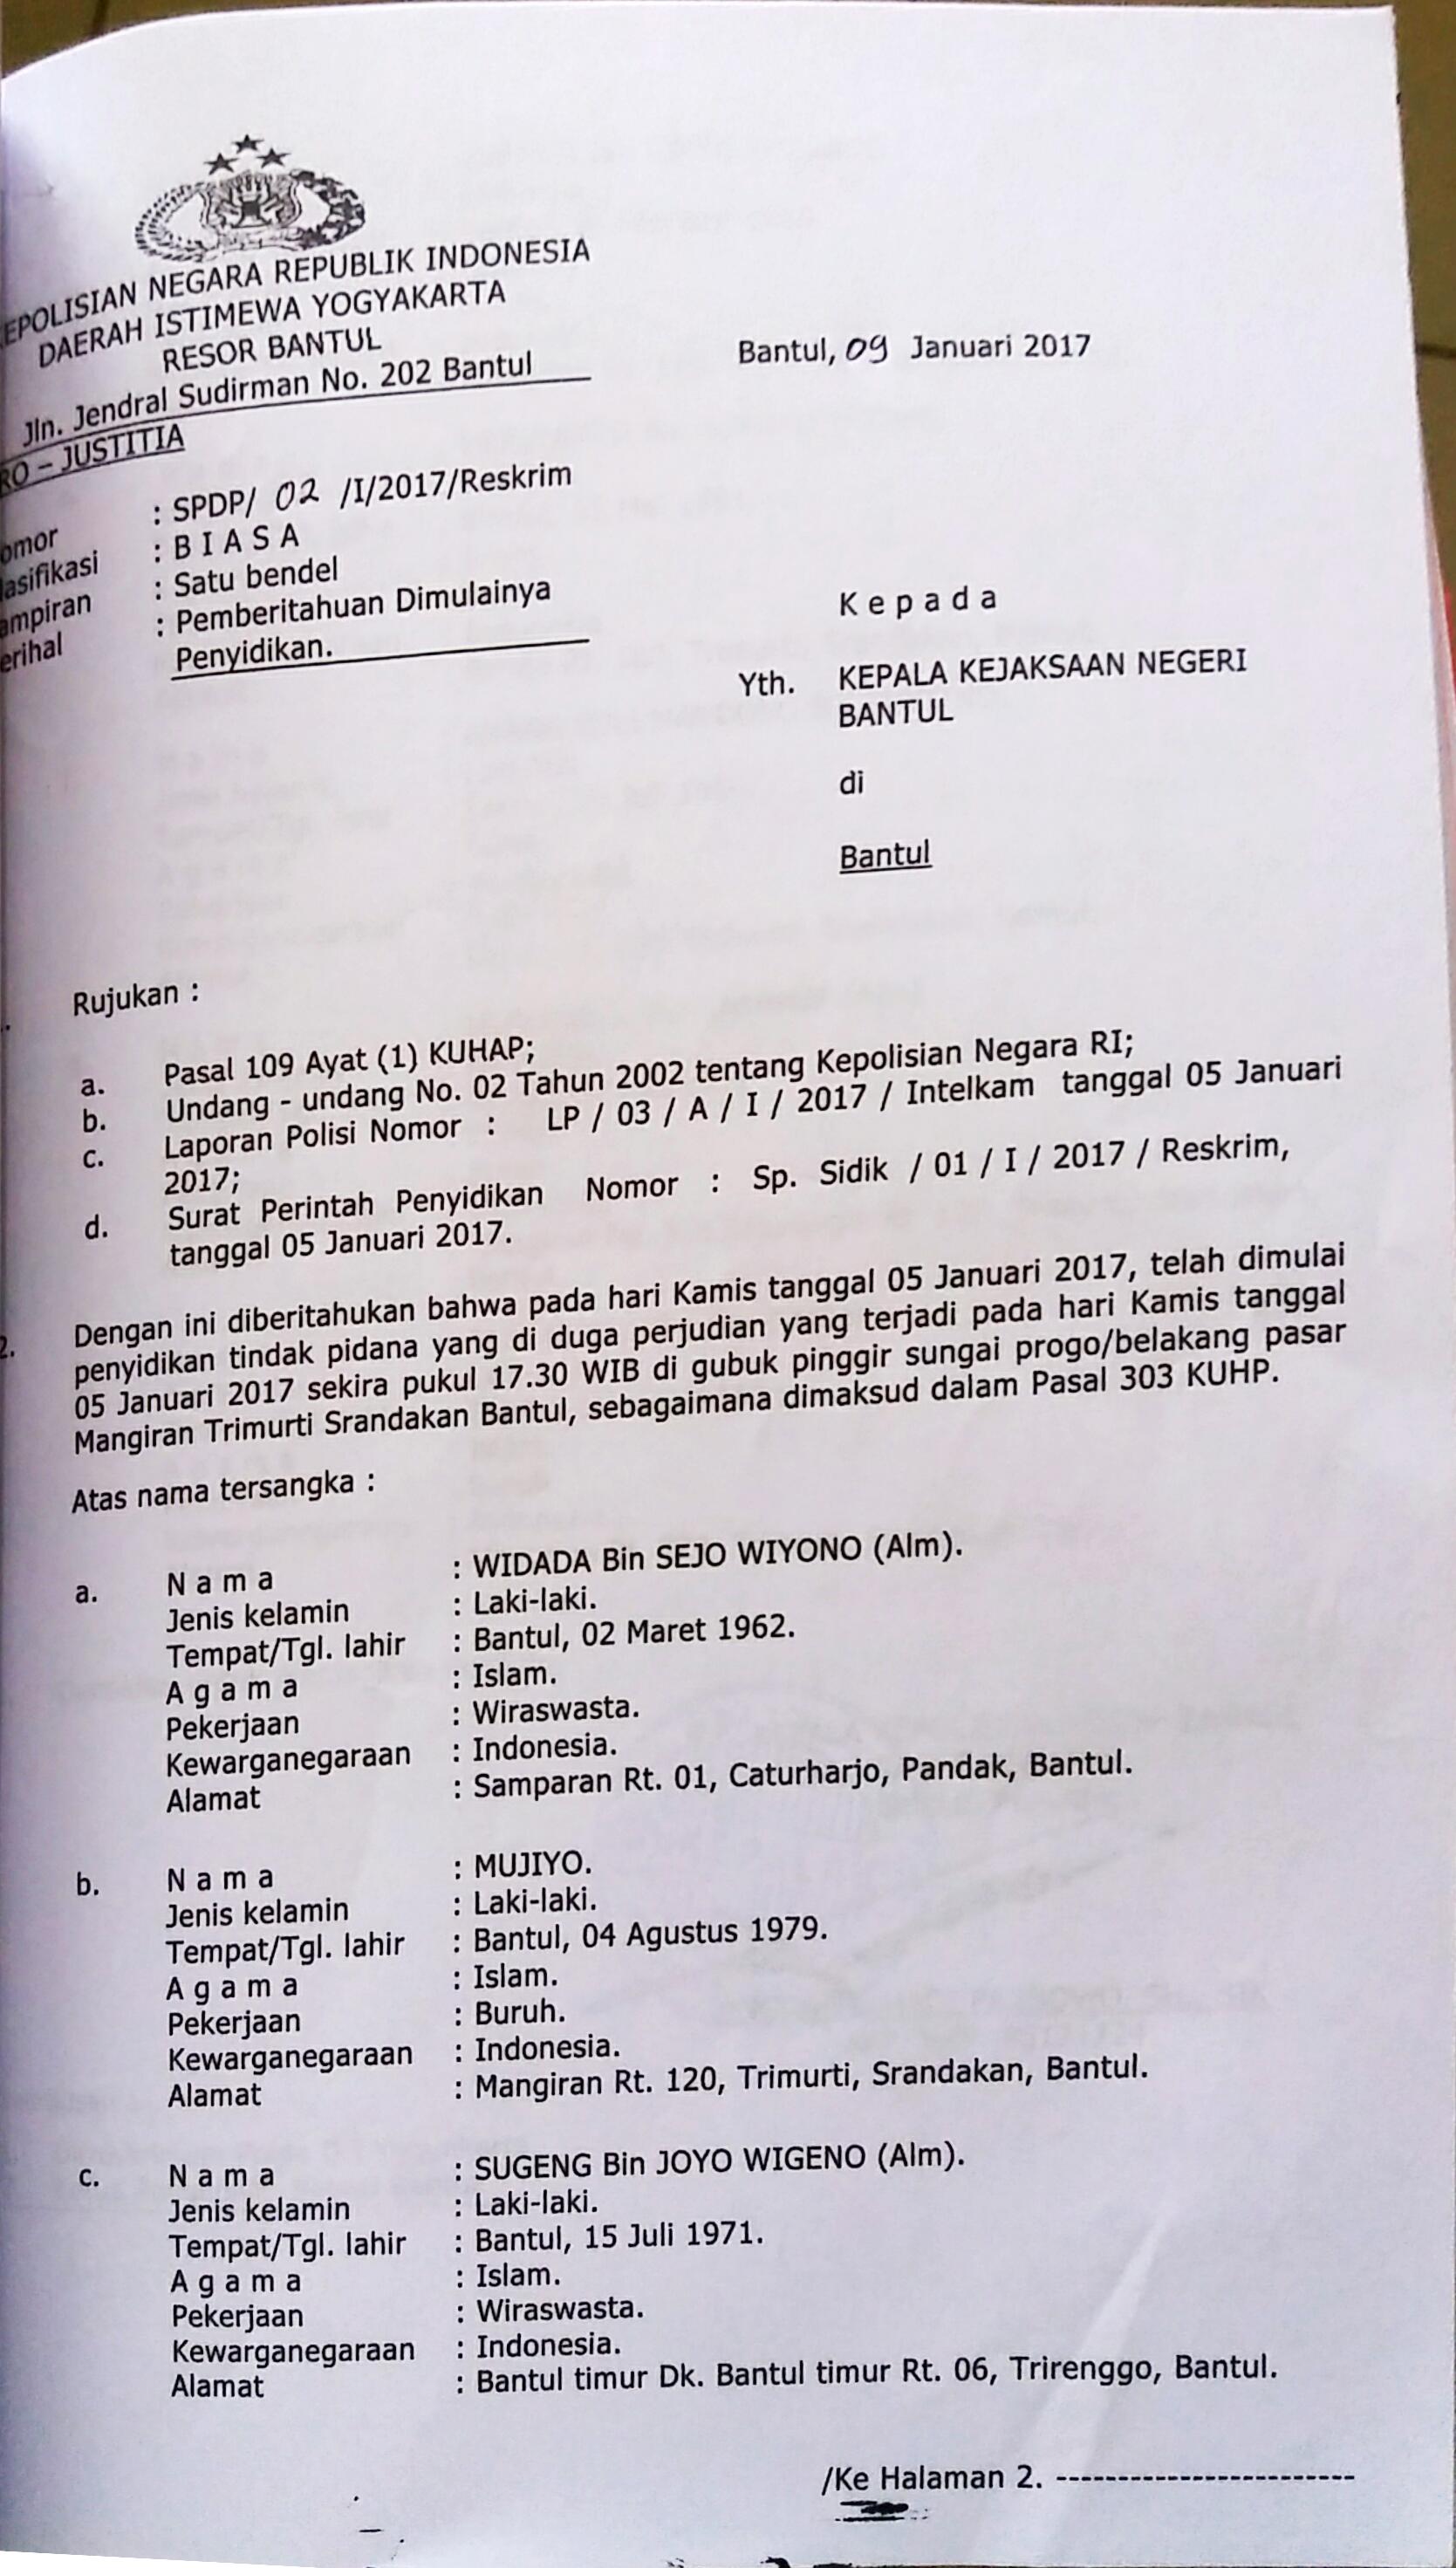 EPOLISIAN NEGARA REPUBLIK INDONESIA
DAERAH ISTIMEWA YOGYAKARTA
RESOR BANTUL
Jln. Jendral Sudirman No. 202 Bantul
RO – JUSTITIA
Bantul, 09 Januari 2017
omor : SPDP/ 02 /I/2017/Reskrim
lasifikasi : B I A S A
ampiran : Satu bendel
erihal : Pemberitahuan Dimulainya
Penyidikan.
K e p a d a
Yth. KEPALA KEJAKSAAN NEGERI
BANTUL
di
Bantul
Rujukan :
a. Pasal 109 Ayat (1) KUHAP;
b. Undang - undang No. 02 Tahun 2002 tentang Kepolisian Negara RI;
c. Laporan Polisi Nomor : LP / 03 / A / I / 2017 / Intelkam tanggal 05 Januari
2017;
d. Surat Perintah Penyidikan Nomor : Sp. Sidik / 01 / I / 2017 / Reskrim,
tanggal 05 Januari 2017.
2. Dengan ini diberitahukan bahwa pada hari Kamis tanggal 05 Januari 2017, telah dimulai
penyidikan tindak pidana yang di duga perjudian yang terjadi pada hari Kamis tanggal
05 Januari 2017 sekira pukul 17.30 WIB di gubuk pinggir sungai progo/belakang pasar
Mangiran Trimurti Srandakan Bantul, sebagaimana dimaksud dalam Pasal 303 KUHP.
Atas nama tersangka :
a. N a m a : WIDADA Bin SEJO WIYONO (Alm).
Jenis kelamin : Laki-laki.
Tempat/Tgl. lahir : Bantul, 02 Maret 1962.
A g a m a : Islam.
Pekerjaan : Wiraswasta.
Kewarganegaraan : Indonesia.
Alamat : Samparan Rt. 01, Caturharjo, Pandak, Bantul.
b. N a m a : MUJIYO.
Jenis kelamin : Laki-laki.
Tempat/Tgl. lahir : Bantul, 04 Agustus 1979.
A g a m a : Islam.
Pekerjaan : Buruh.
Kewarganegaraan : Indonesia.
Alamat : Mangiran Rt. 120, Trimurti, Srandakan, Bantul.
c. N a m a : SUGENG Bin JOYO WIGENO (Alm).
Jenis kelamin : Laki-laki.
Tempat/Tgl. lahir : Bantul, 15 Juli 1971.
A g a m a : Islam.
Pekerjaan : Wiraswasta.
Kewarganegaraan : Indonesia.
Alamat : Bantul timur Dk. Bantul timur Rt. 06, Trirenggo, Bantul.
/Ke Halaman 2. ------------------------